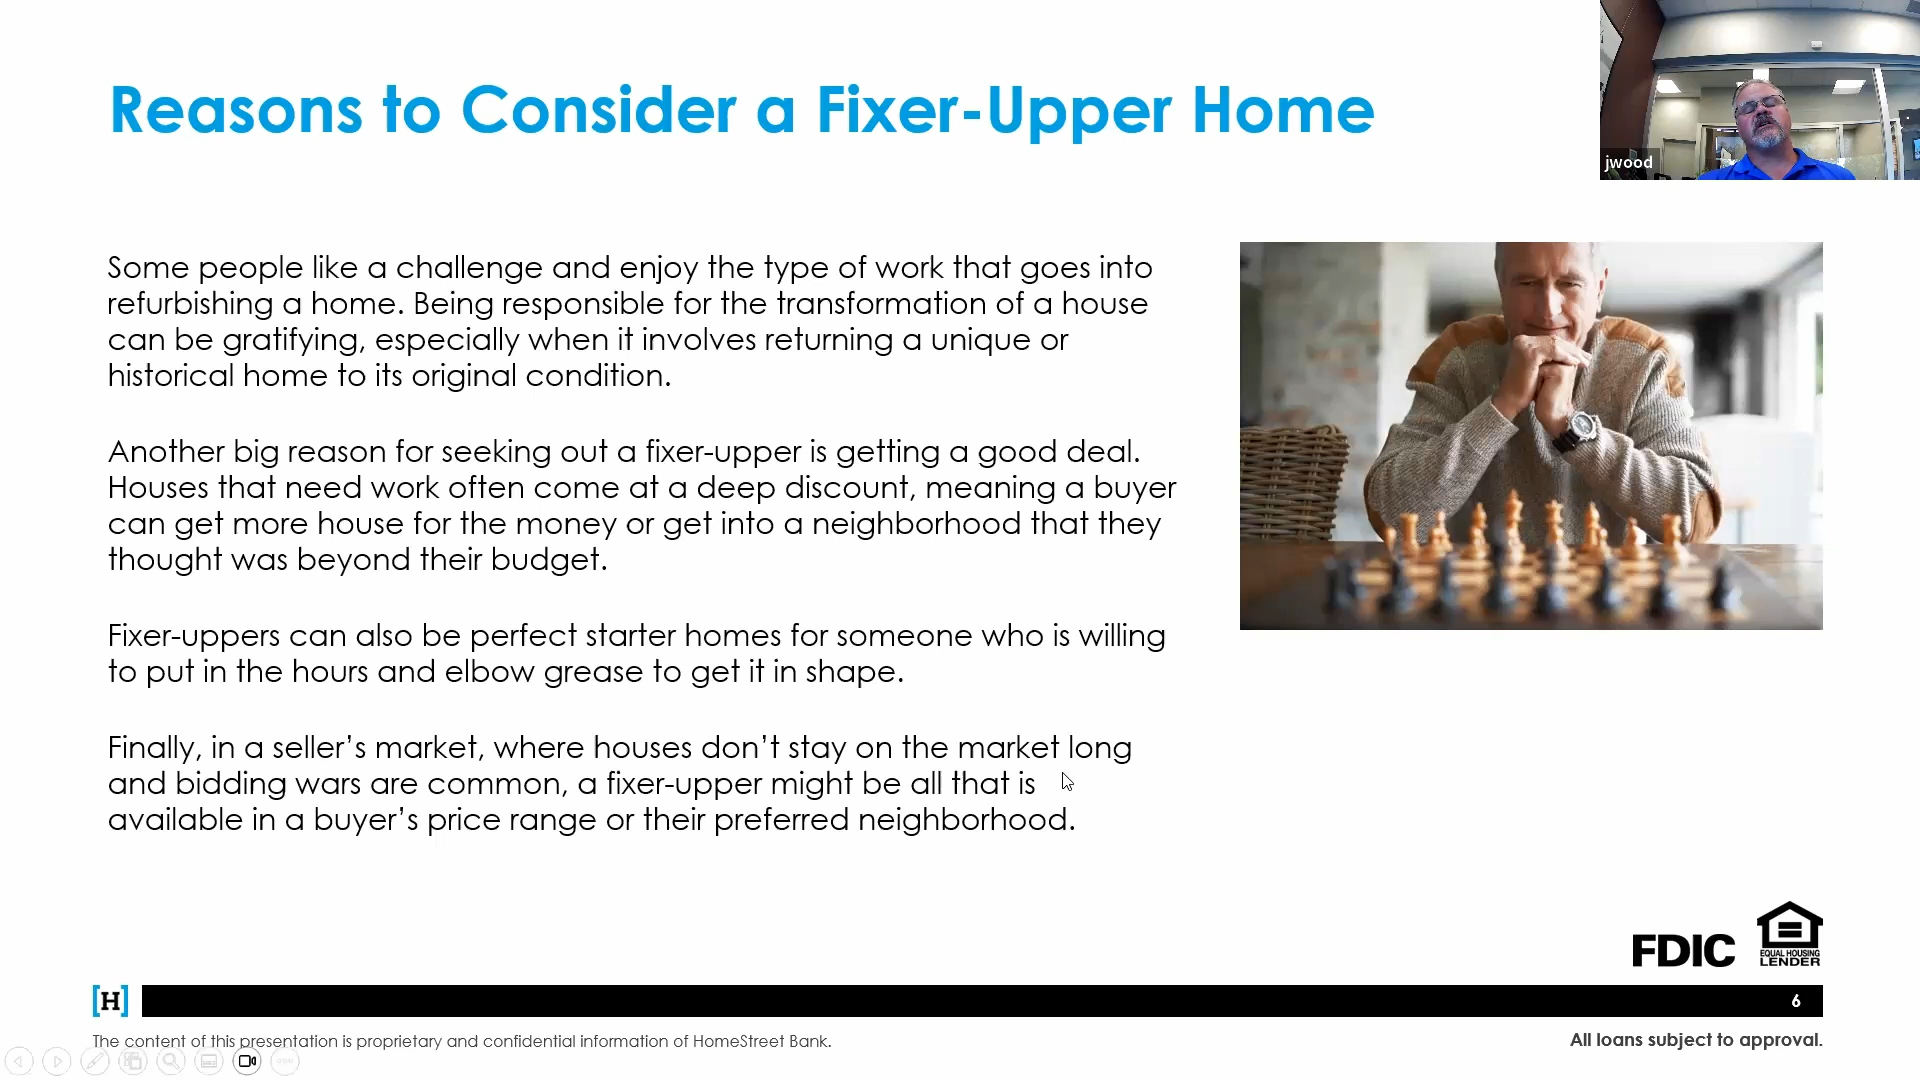 Reasons to Consider a Fixer-Upper Home
jwood
Some people like a challenge and enjoy the type of work that goes into
refurbishing a home. Being responsible for the transformation of a house
can be gratifying, especially when it involves returning a unique or
historical home to its original condition.
Another big reason for seeking out a fixer-upper is getting a good deal.
Houses that need work often come at a deep discount, meaning a buyer
can get more house for the money or get into a neighborhood that they
thought was beyond their budget.
Fixer-uppers can also be perfect starter homes for someone who is willing
to put in the hours and elbow grease to get it in shape.
Finally, in a seller’s market, where houses don’t stay on the market long
and bidding wars are common, a fixer-upper might be all that is
available in a buyer’s price range or their preferred neighborhood.
FDIC
EQUAL HOUSING
LENDER
[H]
6
The content of this presentation is proprietary and confidential information of HomeStreet Bank.
All loans subject to approval.